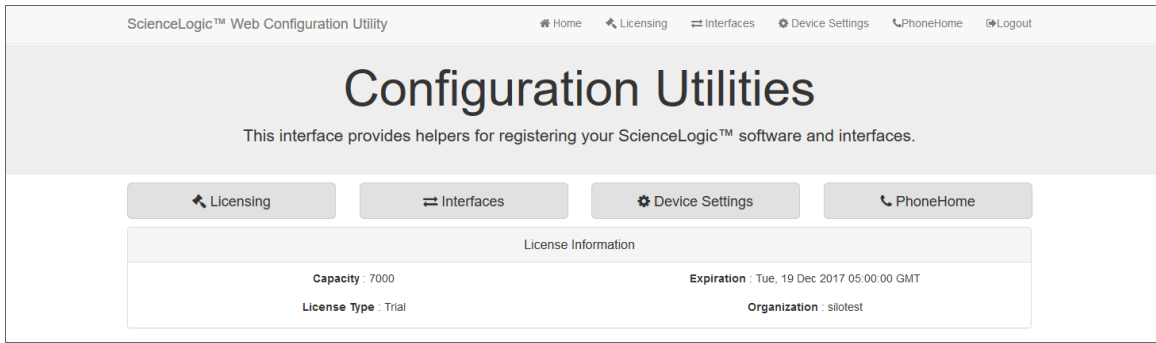 ScienceLogic™ Web Configuration Utility Home Licensing Interfaces Device Settings PhoneHome Logout
Configuration Utilities
This interface provides helpers for registering your ScienceLogic™ software and interfaces.
Licensing Interfaces Device Settings PhoneHome
License Information
Capacity : 7000 Expiration : Tue, 19 Dec 2017 05:00:00 GMT
License Type : Trial Organization : silotest